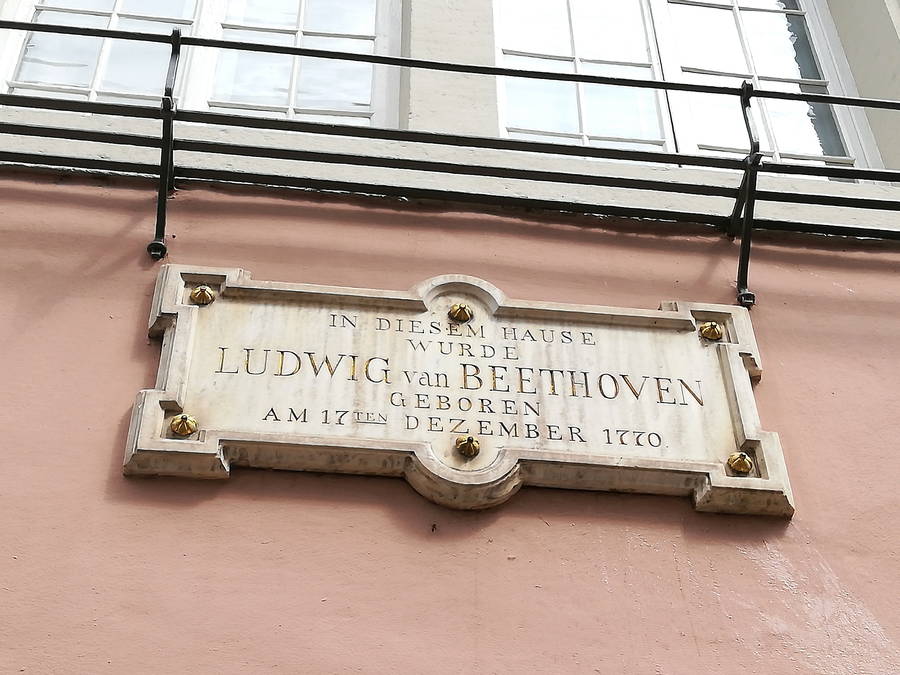 IN DIESEM HAUSE
WURDE
LUDWIG van BEETHOVEN
GEBOREN
AM 17TEN DEZEMBER 1770.